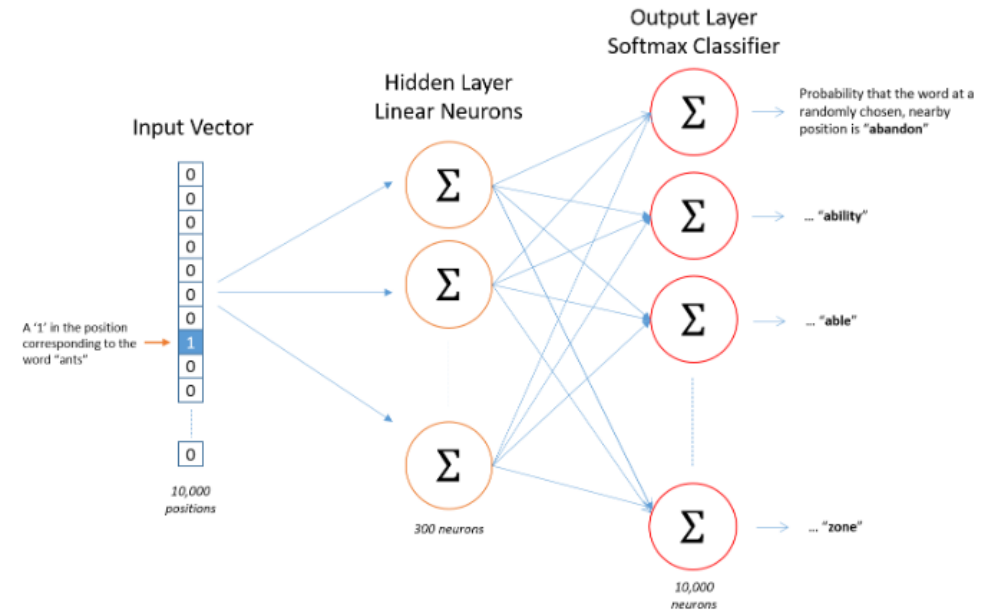 Output Layer
Softmax Classifier
Hidden Layer
Linear Neurons
Input Vector
Probability that the word at a
randomly chosen, nearby
position is “abandon”
0
0
0
0
0
0
0
1
0
0
0
A ‘1’ in the position
corresponding to the
word “ants”
10,000
positions
Σ
Σ
Σ
300 neurons
Σ
Σ
Σ
Σ
... “ability”
... “able”
... “zone”
10,000
neurons